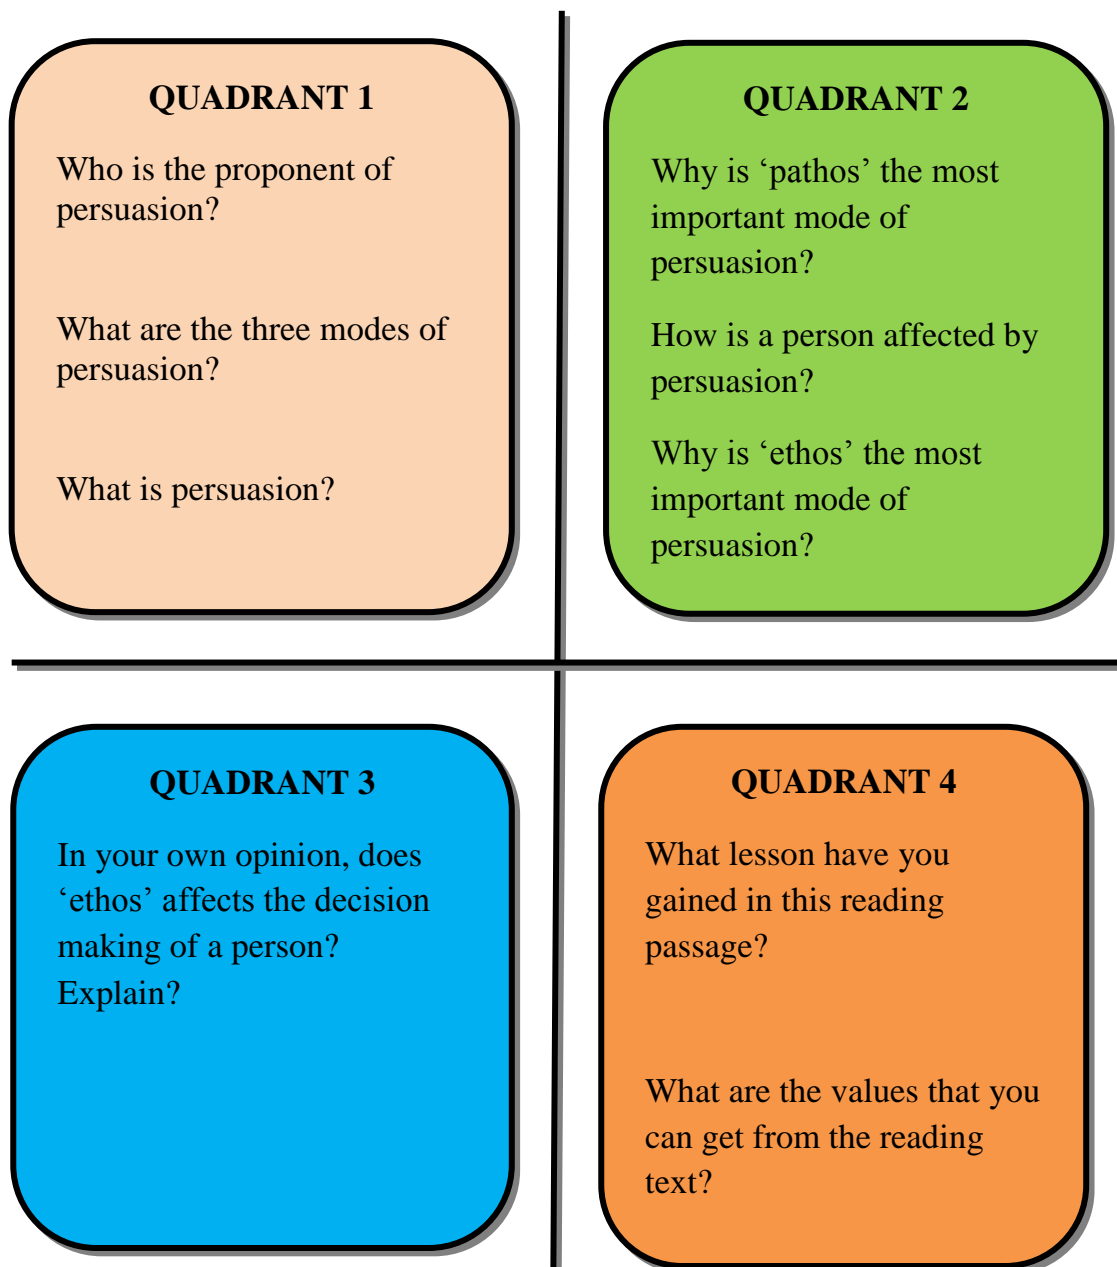 QUADRANT 1
Who is the proponent of
persuasion?
What are the three modes of
persuasion?
What is persuasion?
QUADRANT 2
Why is ‘pathos’ the most
important mode of
persuasion?
How is a person affected by
persuasion?
Why is ‘ethos’ the most
important mode of
persuasion?
QUADRANT 3
In your own opinion, does
‘ethos’ affects the decision
making of a person?
Explain?
QUADRANT 4
What lesson have you
gained in this reading
passage?
What are the values that you
can get from the reading
text?